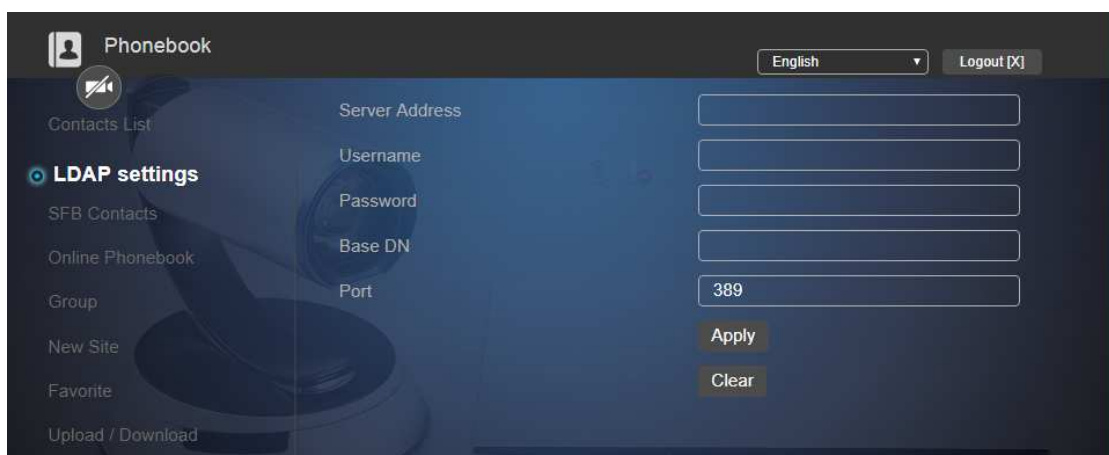 Phonebook
English
Logout [X]
Contacts List
LDAP settings
SFB Contacts
Online Phonebook
Group
New Site
Favorite
Upload / Download
Server Address
Username
Password
Base DN
Port
389
Apply
Clear